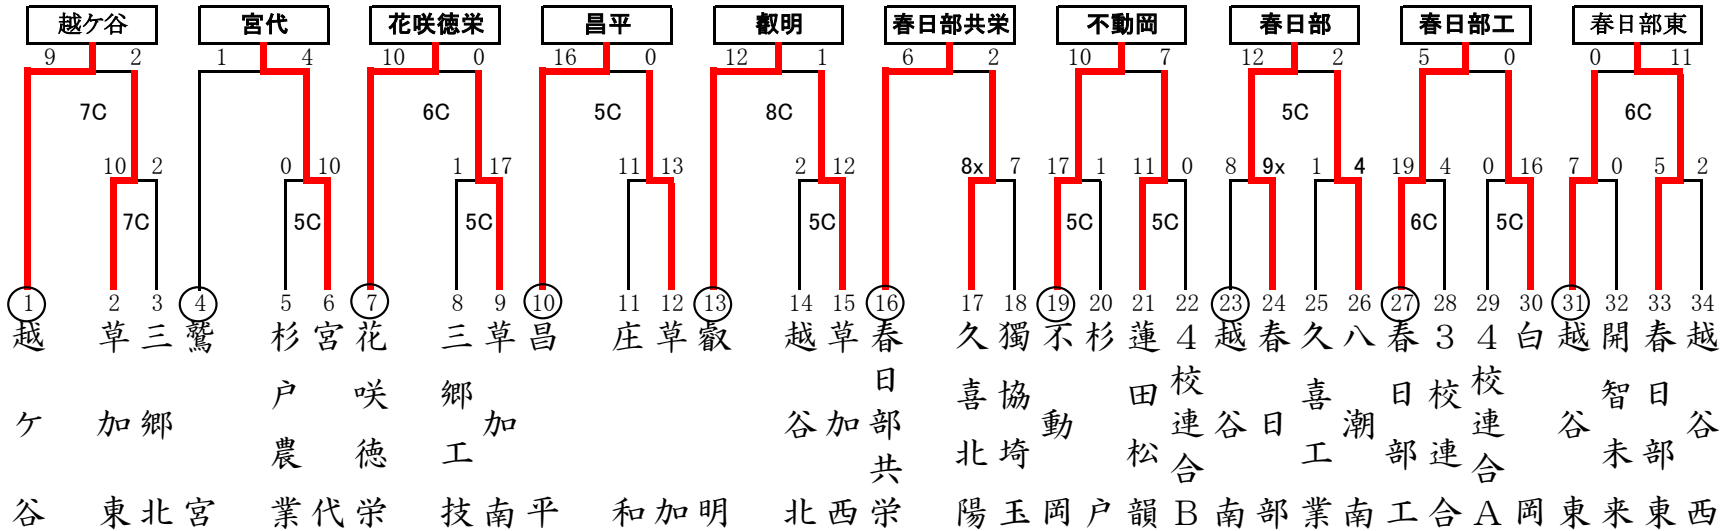 越ケ谷 宮代 花咲徳栄 昌平 叡明 春日部共栄 不動岡 春日部 春日部工 春日部東
9 2 1 4 10 0 16 0 12 1 6 2 10 7 12 2 5 0 0 11
7C 6C 5C 8C 5C 6C
10 2 0 10 1 17 11 13 2 12 8x 7 17 1 11 0 8 9x 1 4 19 4 0 16 7 0 5 2
7C 5C 5C 5C 5C 5C 6C 5C
1 2 3 4 5 6 7 8 9 10 11 12 13 14 15 16 17 18 19 20 21 22 23 24 25 26 27 28 29 30 31 32 33 34
越ケ谷
草加東
三郷北
鷲宮
杉戸農業
宮代
花咲徳栄
三郷工技
草加南
昌平
庄和
草加
叡明
越谷北
草加西
春日部共栄
久喜北陽
獨協埼玉
不動岡
杉戸
蓮田松韻
4校連合B
越谷南
春日部
久喜工業
八潮南
春日部工
3校連合
4校連合A
白岡
越谷東
開智未来
春日部東
越谷西